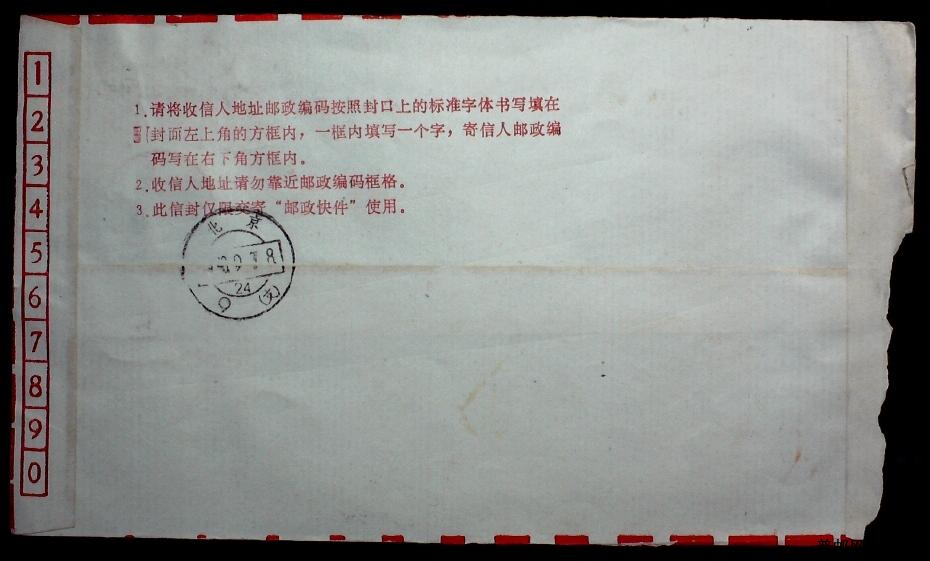 1
2
3
4
5
6
7
8
9
0
1.请将收信人地址邮政编码按照封口上的标准字体书写填在
封面左上角的方框内，一框内填写一个字，寄信人邮政编
码写在右下角方框内。
2.收信人地址请勿靠近邮政编码框格。
3.此信封仅限交寄“邮政快件”使用。
北京
24
(支)